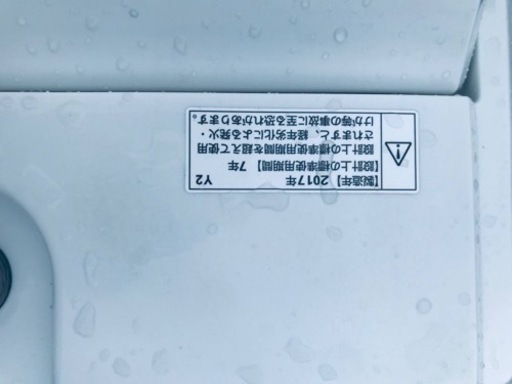 【製造年】2017年 Y2
【設計上の標準使用期間】7年
設計上の標準使用期間を超えて使用
されますと、経年劣化による発火・
けが等の事故に至る恐れがあります。